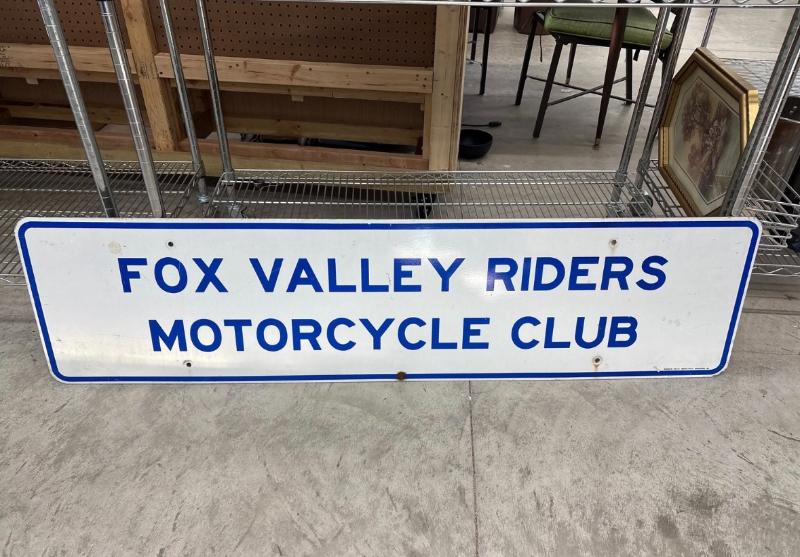 FOX VALLEY RIDERS
MOTORCYCLE CLUB